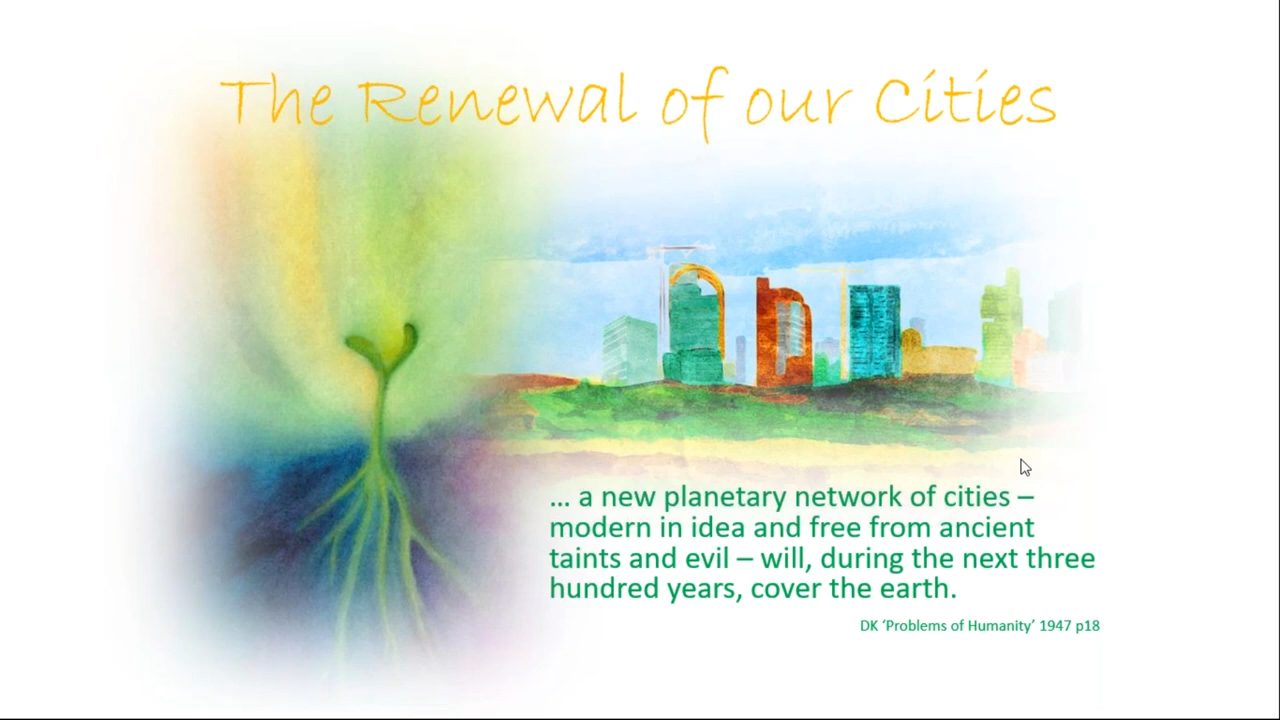 The Renewal of our Cities
... a new planetary network of cities –
modern in idea and free from ancient
taints and evil – will, during the next three
hundred years, cover the earth.
DK ‘Problems of Humanity’ 1947 p18